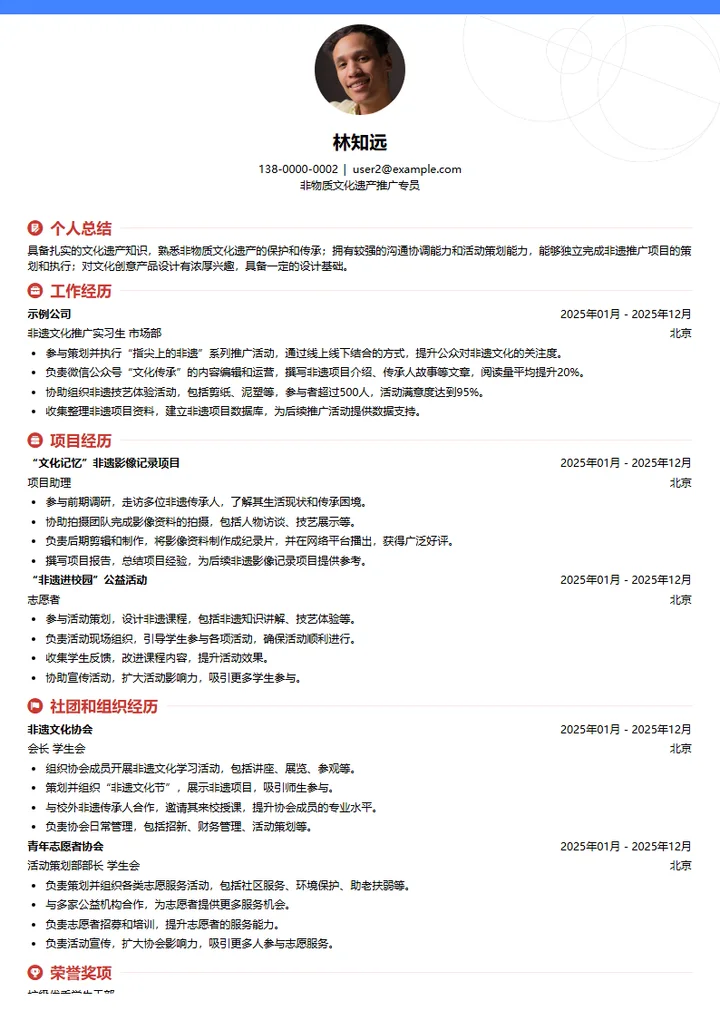 林知远
138-0000-0002 | user2@example.com
非物质文化遗产推广专员
个人总结
具备扎实的文化遗产知识，熟悉非物质文化遗产的保护和传承；拥有较强的沟通协调能力和活动策划能力，能够独立完成非遗推广项目的策
划和执行；对文化创意产品设计有浓厚兴趣，具备一定的设计基础。
工作经历
示例公司 2025年01月 - 2025年12月
非遗文化推广实习生 市场部 北京
• 参与策划并执行“指尖上的非遗”系列推广活动，通过线上线下结合的方式，提升公众对非遗文化的关注度。
• 负责微信公众号“文化传承”的内容编辑和运营，撰写非遗项目介绍、传承人故事等文章，阅读量平均提升20%。
• 协助组织非遗技艺体验活动，包括剪纸、泥塑等，参与者超过500人，活动满意度达到95%。
• 收集整理非遗项目资料，建立非遗项目数据库，为后续推广活动提供数据支持。
项目经历
“文化记忆”非遗影像记录项目 2025年01月 - 2025年12月
项目助理 北京
• 参与前期调研，走访多位非遗传承人，了解其生活现状和传承困境。
• 协助拍摄团队完成影像资料的拍摄，包括人物访谈、技艺展示等。
• 负责后期剪辑和制作，将影像资料制作成纪录片，并在网络平台播出，获得广泛好评。
• 撰写项目报告，总结项目经验，为后续非遗影像记录项目提供参考。
“非遗进校园”公益活动 2025年01月 - 2025年12月
志愿者 北京
• 参与活动策划，设计非遗课程，包括非遗知识讲解、技艺体验等。
• 负责活动现场组织，引导学生参与各项活动，确保活动顺利进行。
• 收集学生反馈，改进课程内容，提升活动效果。
• 协助宣传活动，扩大活动影响力，吸引更多学生参与。
社团和组织经历
非遗文化协会 2025年01月 - 2025年12月
会长 学生会 北京
• 组织协会成员开展非遗文化学习活动，包括讲座、展览、参观等。
• 策划并组织“非遗文化节”，展示非遗项目，吸引师生参与。
• 与校外非遗传承人合作，邀请其来校授课，提升协会成员的专业水平。
• 负责协会日常管理，包括招新、财务管理、活动策划等。
青年志愿者协会 2025年01月 - 2025年12月
活动策划部部长 学生会 北京
• 负责策划并组织各类志愿服务活动，包括社区服务、环境保护、助老扶弱等。
• 与多家公益机构合作，为志愿者提供更多服务机会。
• 负责志愿者招募和培训，提升志愿者的服务能力。
• 负责活动宣传，扩大协会影响力，吸引更多人参与志愿服务。
荣誉奖项